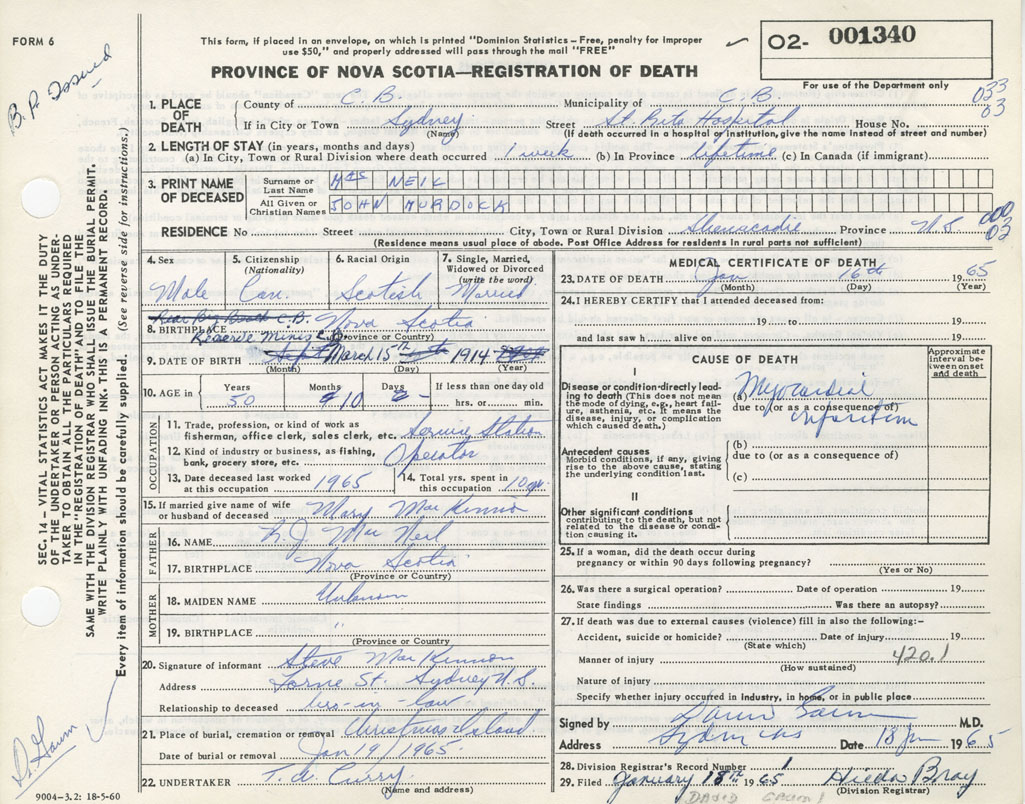 FORM 6
B. P. Issued
This form, if placed in an envelope, on which is printed "Dominion Statistics – Free, penalty for improper
use $50," and properly addressed will pass through the mail "FREE"
O2- 001340
For use of the Department only
PROVINCE OF NOVA SCOTIA—REGISTRATION OF DEATH
033
03
1. PLACE OF DEATH County of C.B. Municipality of C.B.
If in City or Town Sydney Street St. Rita Hospital House No.
(Name) (If death occurred in a hospital or institution, give the name instead of street and number)
2. LENGTH OF STAY (in years, months and days)
(a) In City, Town or Rural Division where death occurred 1 week (b) In Province lifetime (c) In Canada (if immigrant)
3. PRINT NAME OF DECEASED Surname or Last Name MAC NEIL
All Given or Christian Names JOHN MURDOCK
RESIDENCE No Street City, Town or Rural Division Shenacadie Province N.S.
000
03
(Residence means usual place of abode. Post Office Address for residents in rural parts not sufficient)
4. Sex Male
5. Citizenship (Nationality) Can.
6. Racial Origin Scotish
7. Single, Married, Widowed or Divorced (write the word) Married
8. BIRTHPLACE Nova Scotia
Reserve Mines C.B. (Province or Country)
9. DATE OF BIRTH March 15th 1914
(Month) (Day) (Year)
10. AGE in Years 50 Months 10 Days 2 If less than one day old hrs. or min.
OCCUPATION
11. Trade, profession, or kind of work as fisherman, office clerk, sales clerk, etc. Service Station
12. Kind of industry or business, as fishing, bank, grocery store, etc. Operator
13. Date deceased last worked at this occupation 1965
14. Total yrs. spent in this occupation 10 yr.
15. If married give name of wife or husband of deceased Mary MacKinnon
FATHER
16. NAME R.J. MacNeil
17. BIRTHPLACE Nova Scotia
(Province or Country)
MOTHER
18. MAIDEN NAME Unknown
19. BIRTHPLACE "
(Province or Country)
20. Signature of informant Steve MacKinnon
Address Lorne St. Sydney N.S.
Relationship to deceased bro-in-law
21. Place of burial, cremation or removal Christmas Island
Date of burial or removal Jan 19/1965
22. UNDERTAKER T. W. Curry
(Name and address)
9004-3.2: 18-5-60
MEDICAL CERTIFICATE OF DEATH
23. DATE OF DEATH Jan 16th 1965
(Month) (Day) (Year)
24. I HEREBY CERTIFY that I attended deceased from:
19 to 19
and last saw h alive on 19
CAUSE OF DEATH
Approximate interval between onset and death
I
Disease or condition directly leading to death (This does not mean the mode of dying, e.g., heart failure, asthenia, etc. It means the disease, injury, or complication which caused death.)
(a) Myocardial
due to (or as a consequence of)
infarction
Antecedent causes
Morbid conditions, if any, giving rise to the above cause, stating the underlying condition last.
(b)
due to (or as a consequence of)
(c)
II
Other significant conditions contributing to the death, but not related to the disease or condition causing it.
25. If a woman, did the death occur during pregnancy or within 90 days following pregnancy?
(Yes or No)
26. Was there a surgical operation? Date of operation 19
State findings Was there an autopsy?
27. If death was due to external causes (violence) fill in also the following:–
Accident, suicide or homicide? Date of injury 19
(State which)
Manner of injury 420.1
(How sustained)
Nature of injury
Specify whether injury occurred in Industry, in home, or in public place
Signed by M.D.
Address Date 18 Jan 1965
28. Division Registrar's Record Number 1
29. Filed January 18th 1965 Hilda Bray
(Division Registrar)
DAVID GAUM
SEC. 14 – VITAL STATISTICS ACT MAKES IT THE DUTY
OF THE UNDERTAKER OR PERSON ACTING AS UNDER-
TAKER TO OBTAIN ALL THE PARTICULARS REQUIRED
IN THE "REGISTRATION OF DEATH" AND TO FILE THE
SAME WITH THE DIVISION REGISTRAR WHO SHALL ISSUE THE BURIAL PERMIT.
WRITE PLAINLY WITH UNFADING INK. THIS IS A PERMANENT RECORD.
Every item of information should be carefully supplied. (See reverse side for instructions.)
D. Gaum